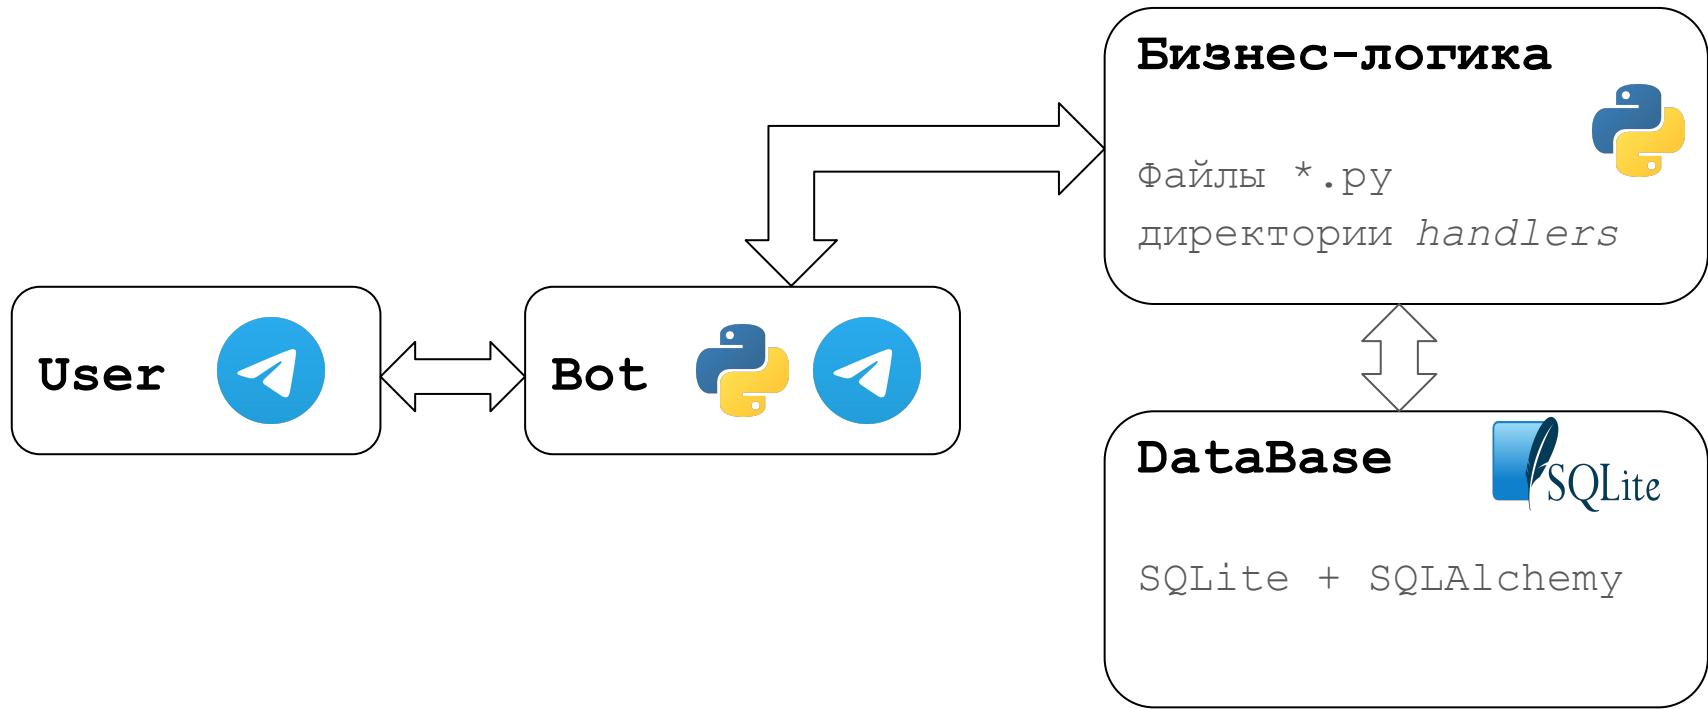 Бизнес-логика
Файлы *.py
директории handlers
User
Bot
DataBase
SQLite
SQLite + SQLAlchemy